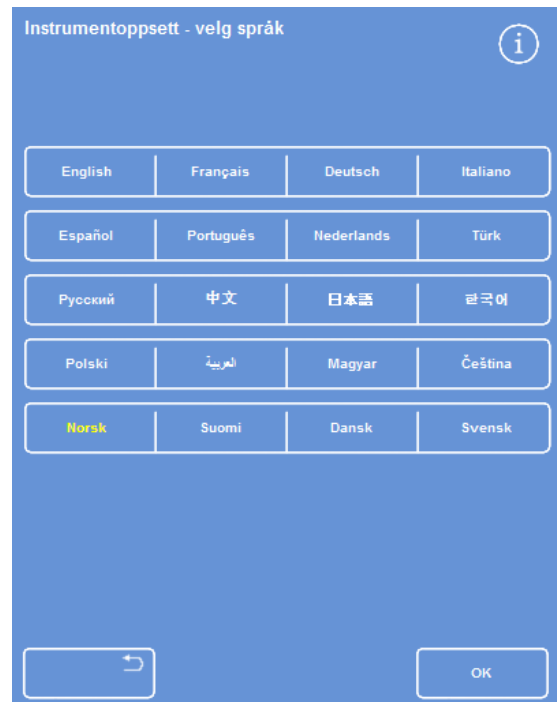 Instrumentoppsett - velg språk
i
English Français Deutsch Italiano
Español Português Nederlands Türk
Русский 中文 日本語 한국어
Polski العربية Magyar Čeština
Norsk Suomi Dansk Svensk
OK